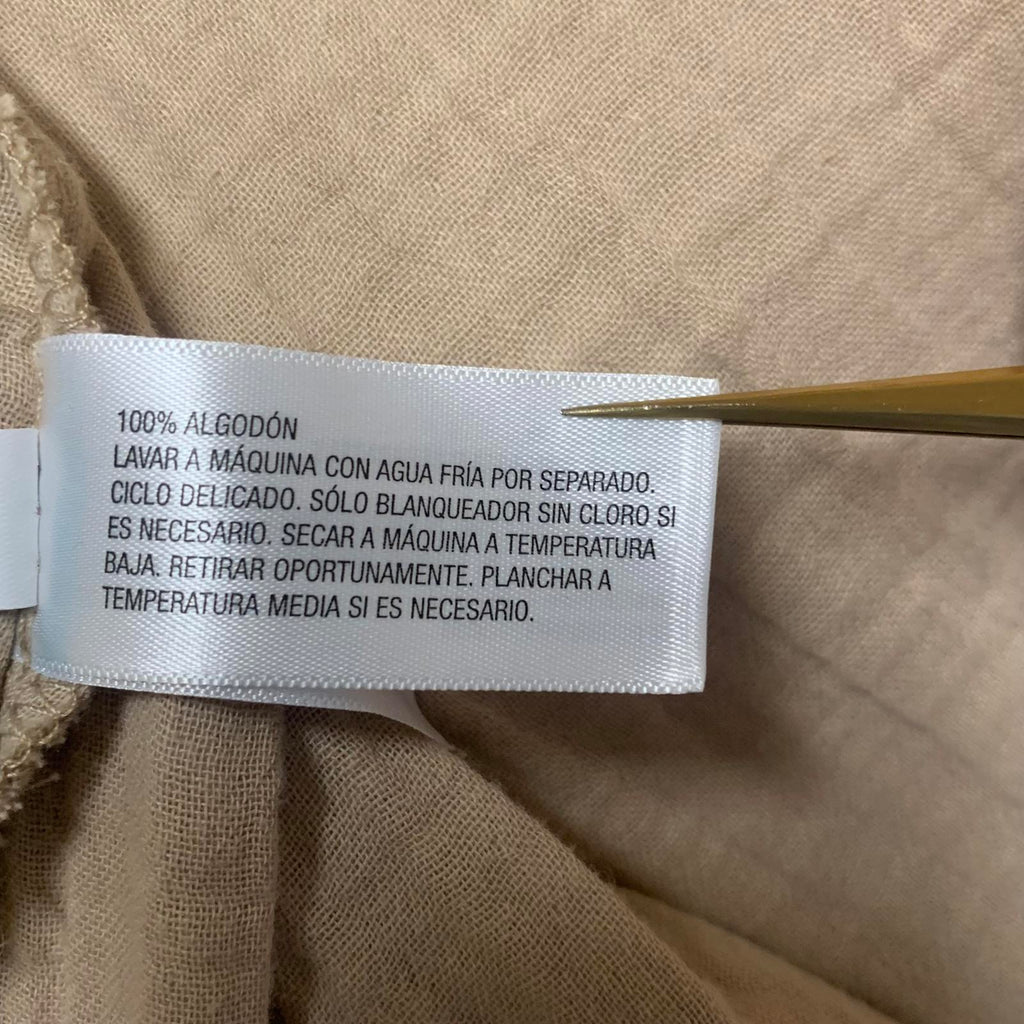 100% ALGODÓN
LAVAR A MÁQUINA CON AGUA FRÍA POR SEPARADO.
CICLO DELICADO. SÓLO BLANQUEADOR SIN CLORO SI
ES NECESARIO. SECAR A MÁQUINA A TEMPERATURA
BAJA. RETIRAR OPORTUNAMENTE. PLANCHAR A
TEMPERATURA MEDIA SI ES NECESARIO.